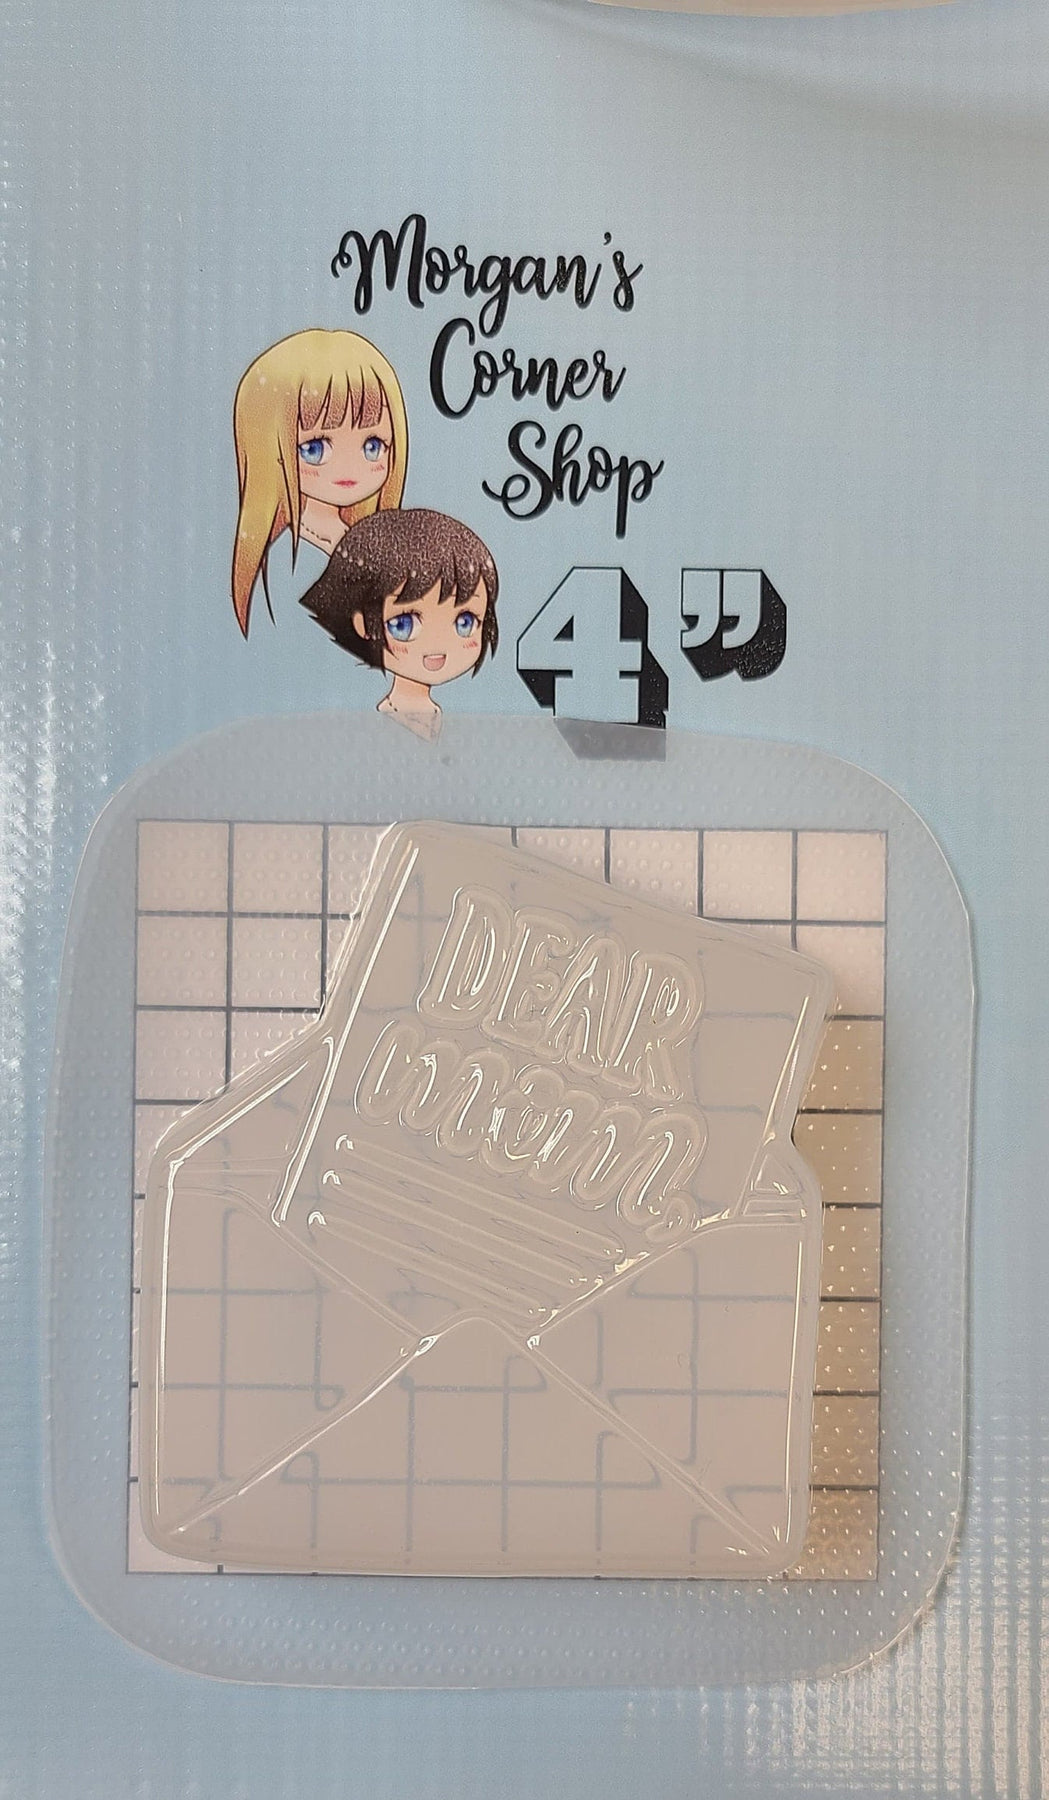 Morgan's
Corner
Shop
4”
DEAR
mom,